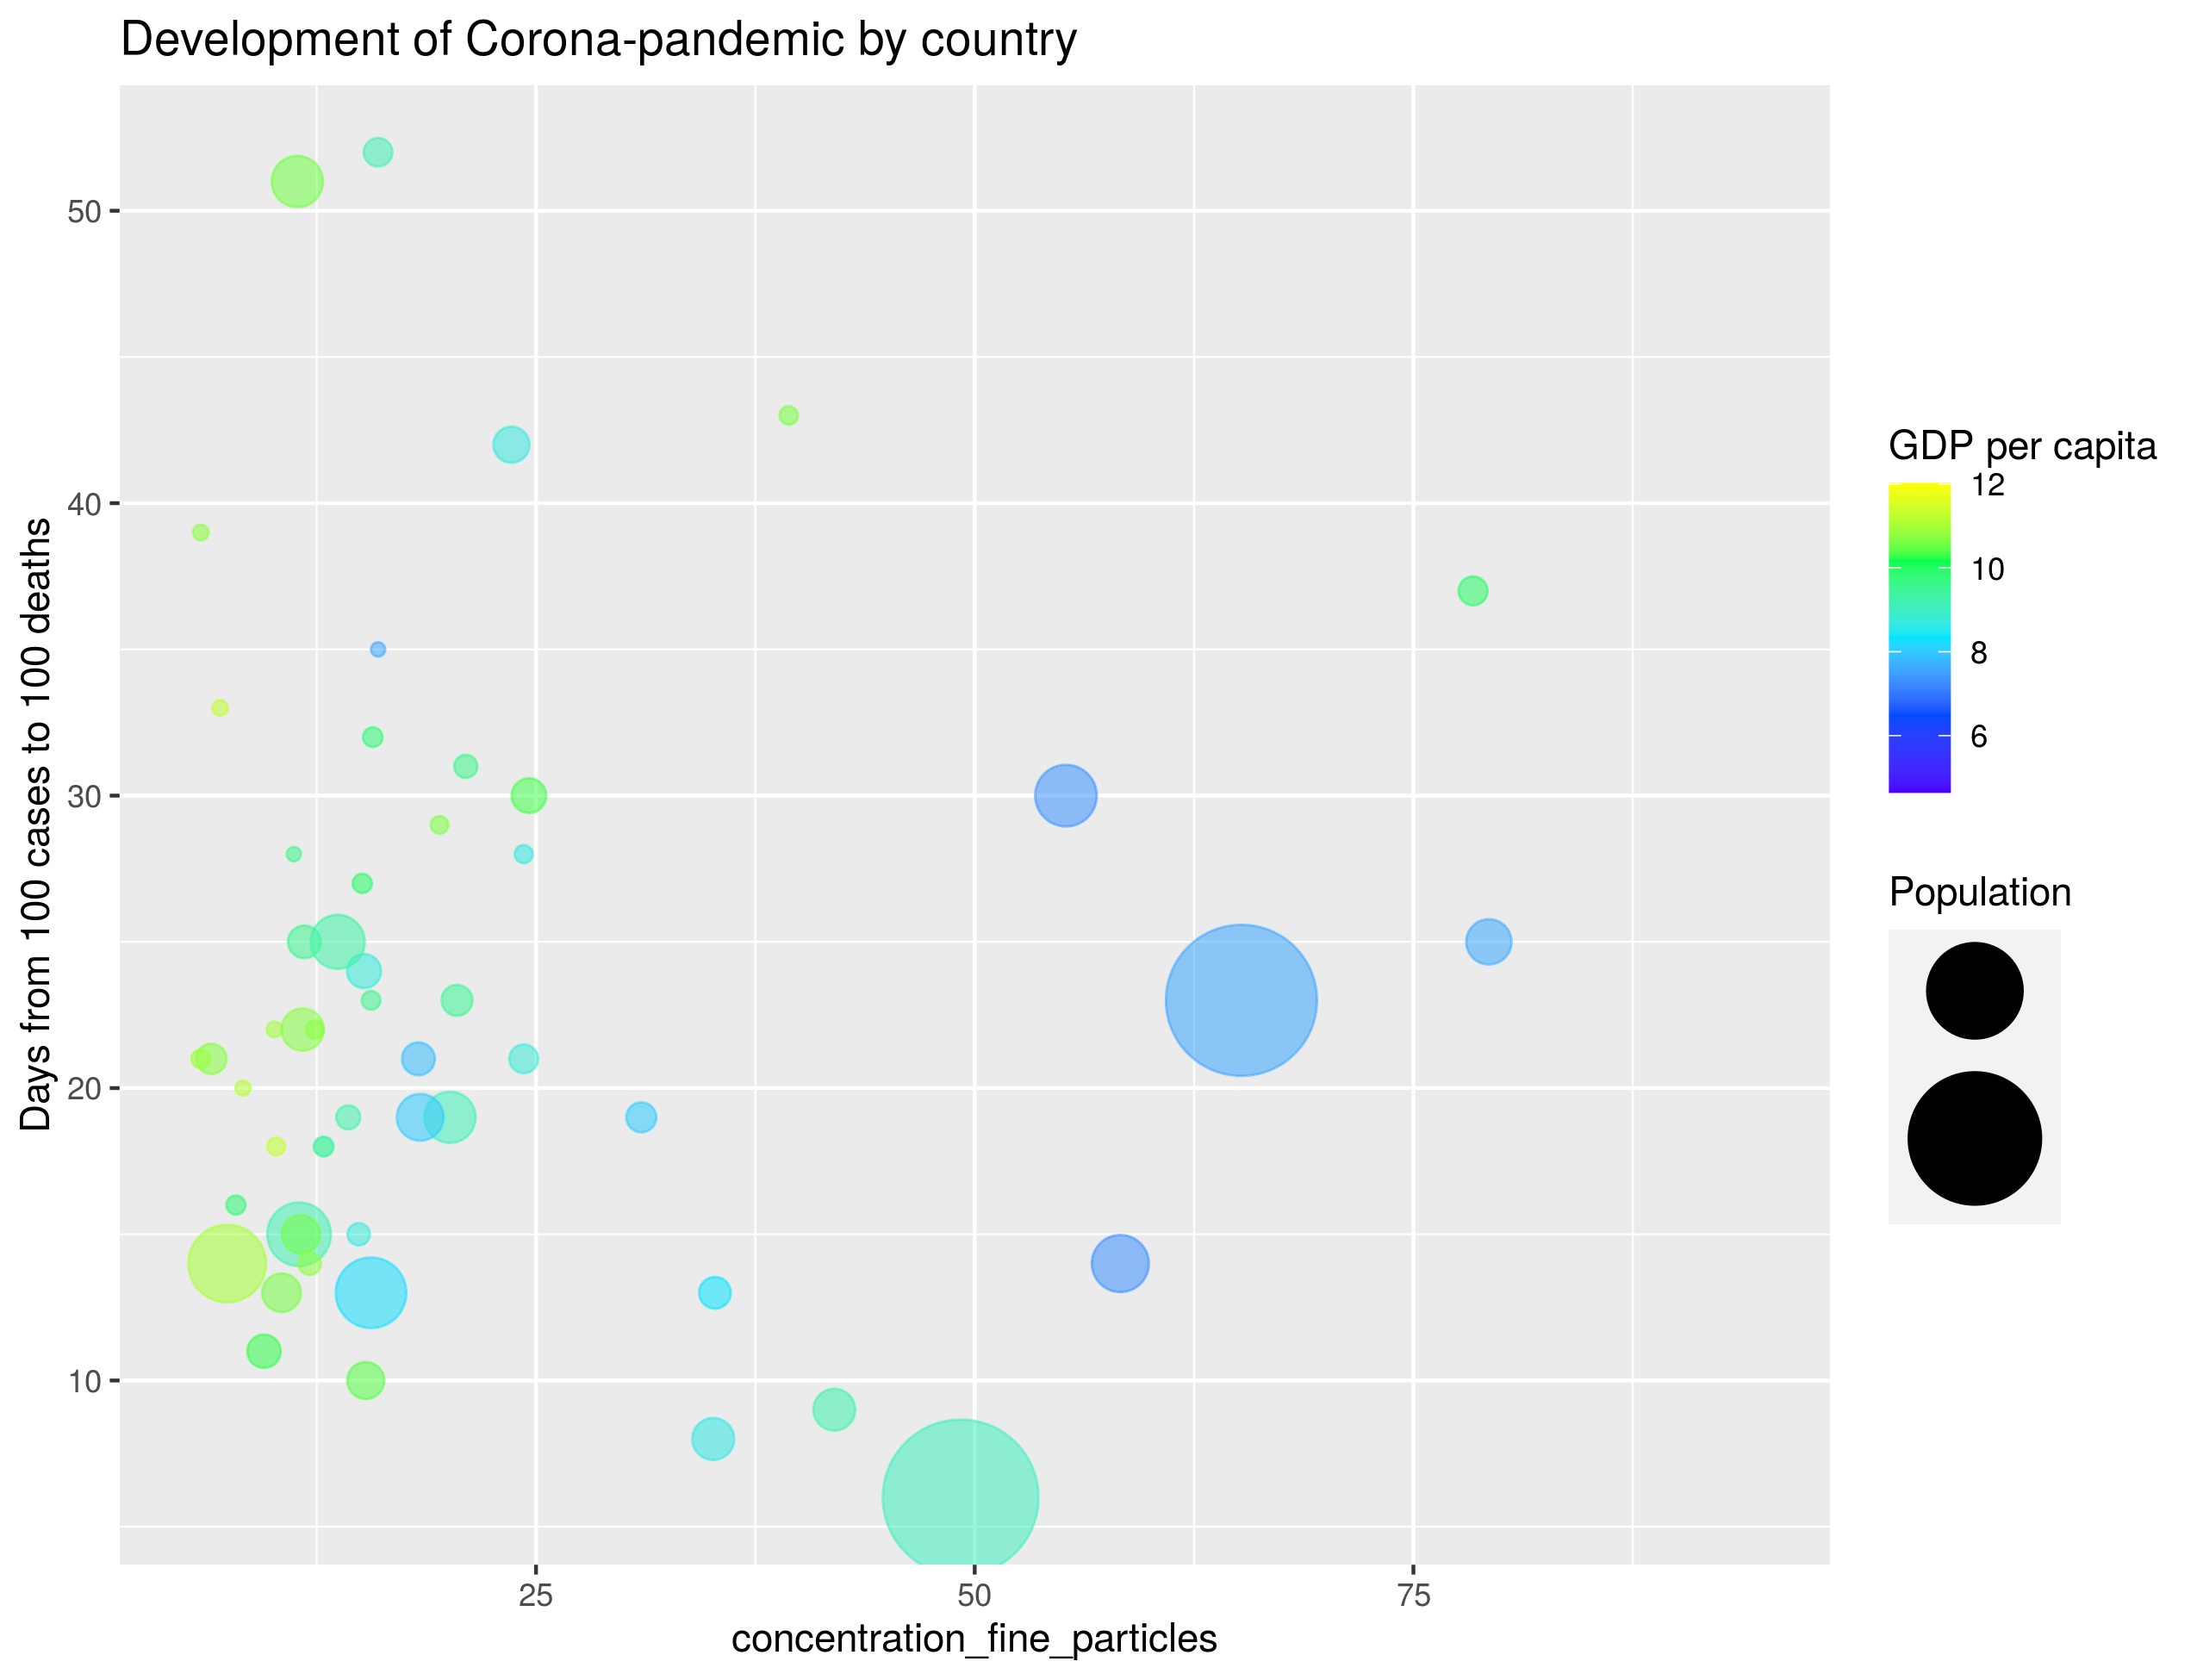 Development of Corona-pandemic by country
Days from 100 cases to 100 deaths
50
40
30
20
10
25
50
75
concentration_fine_particles
GDP per capita
12
10
8
6
Population